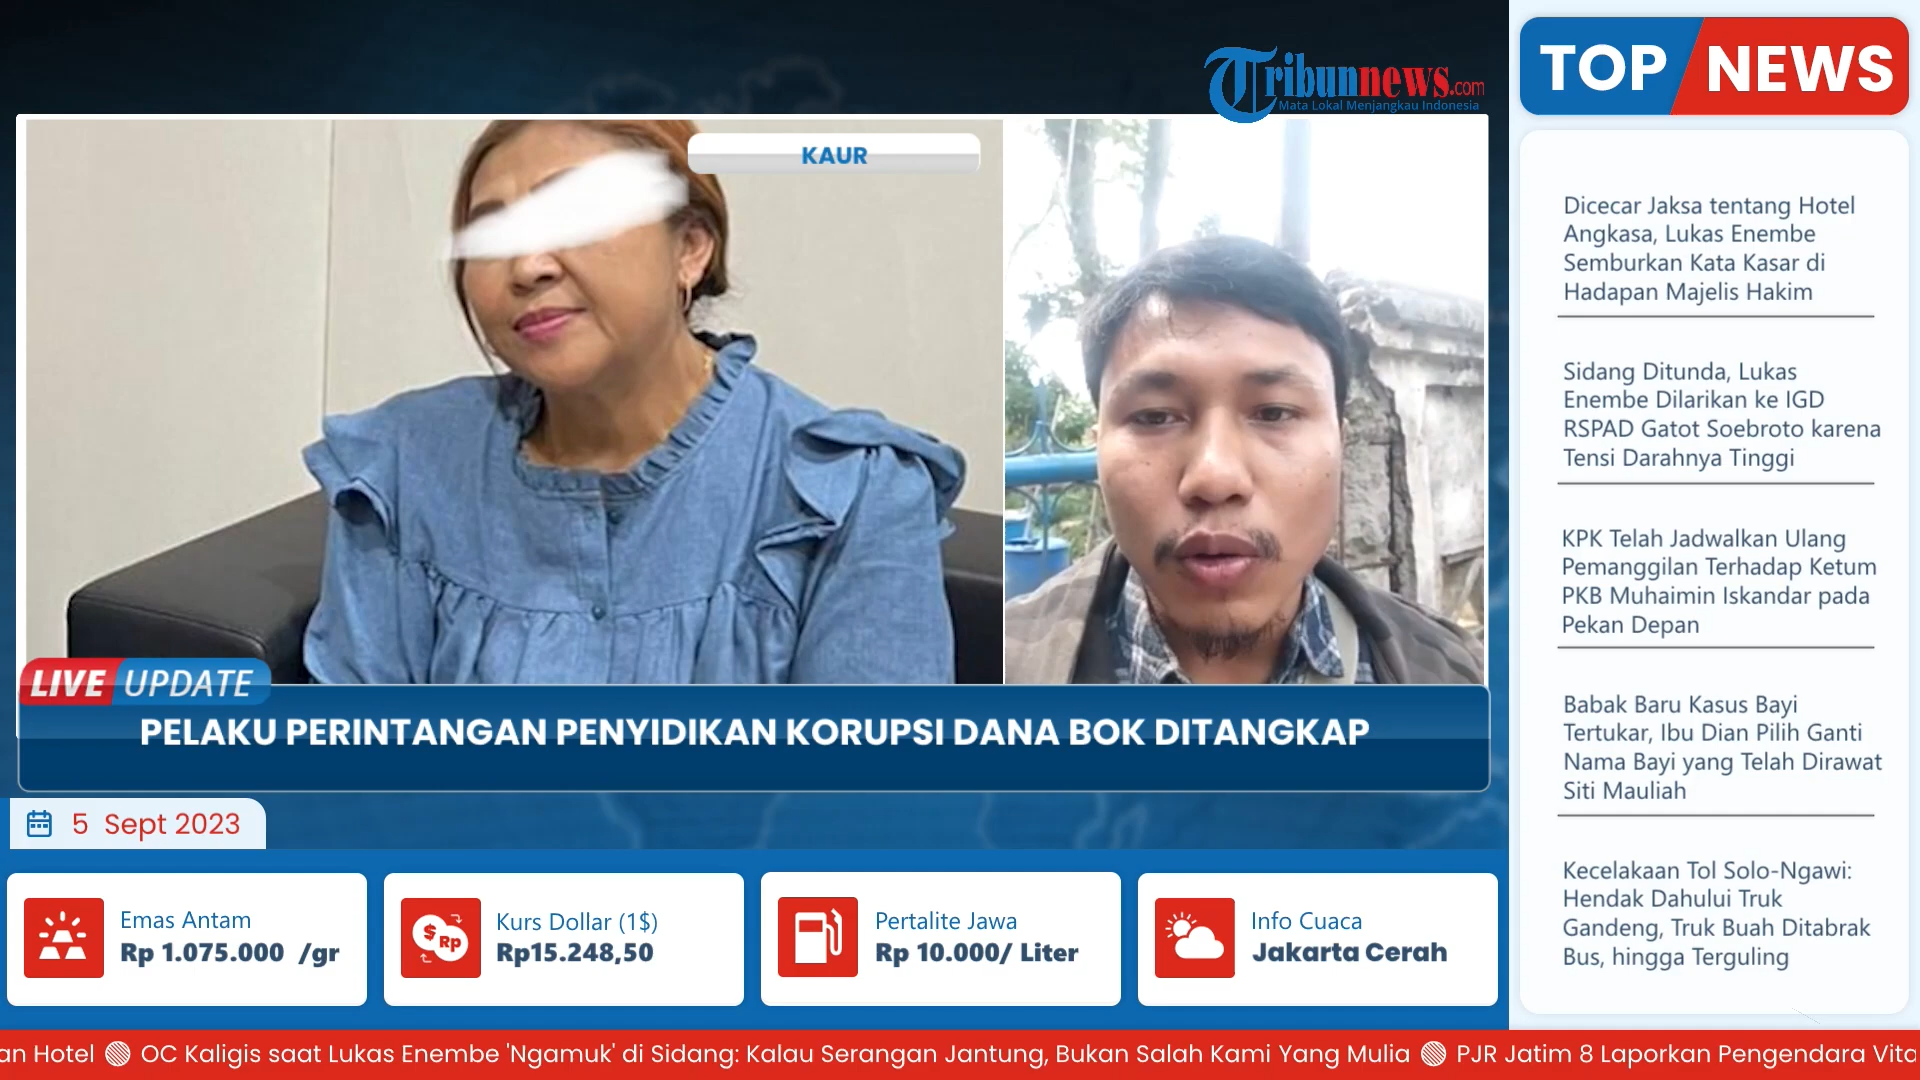 Tribunnews.com
Mata Lokal Menjangkau Indonesia
KAUR
LIVE UPDATE
PELAKU PERINTANGAN PENYIDIKAN KORUPSI DANA BOK DITANGKAP
5 Sept 2023
Emas Antam
Rp 1.075.000 /gr
$ Rp
Kurs Dollar (1$)
Rp15.248,50
Pertalite Jawa
Rp 10.000/ Liter
Info Cuaca
Jakarta Cerah
TOP NEWS
Dicecar Jaksa tentang Hotel
Angkasa, Lukas Enembe
Semburkan Kata Kasar di
Hadapan Majelis Hakim
Sidang Ditunda, Lukas
Enembe Dilarikan ke IGD
RSPAD Gatot Soebroto karena
Tensi Darahnya Tinggi
KPK Telah Jadwalkan Ulang
Pemanggilan Terhadap Ketum
PKB Muhaimin Iskandar pada
Pekan Depan
Babak Baru Kasus Bayi
Tertukar, Ibu Dian Pilih Ganti
Nama Bayi yang Telah Dirawat
Siti Mauliah
Kecelakaan Tol Solo-Ngawi:
Hendak Dahului Truk
Gandeng, Truk Buah Ditabrak
Bus, hingga Terguling
an Hotel OC Kaligis saat Lukas Enembe 'Ngamuk' di Sidang: Kalau Serangan Jantung, Bukan Salah Kami Yang Mulia PJR Jatim 8 Laporkan Pengendara Vita